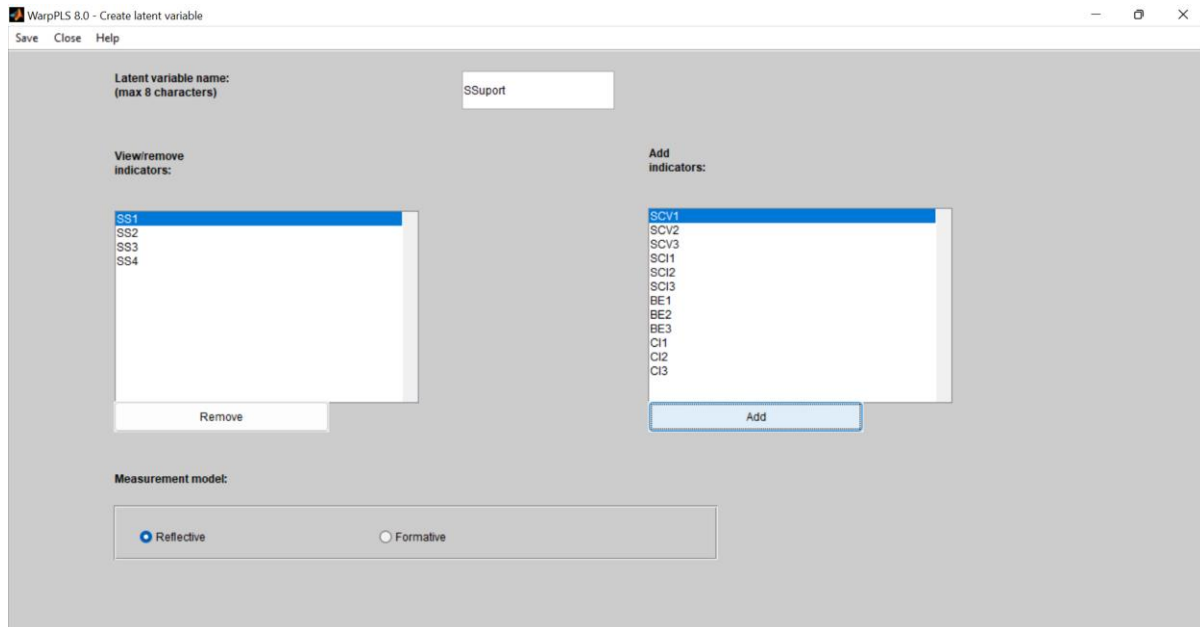 WarpPLS 8.0 - Create latent variable
Save Close Help
Latent variable name:
(max 8 characters)
SSuport
View/remove
indicators:
Add
indicators:
SS1
SS2
SS3
SS4
SCV1
SCV2
SCV3
SCI1
SCI2
SCI3
BE1
BE2
BE3
CI1
CI2
CI3
Remove
Add
Measurement model:
Reflective
Formative